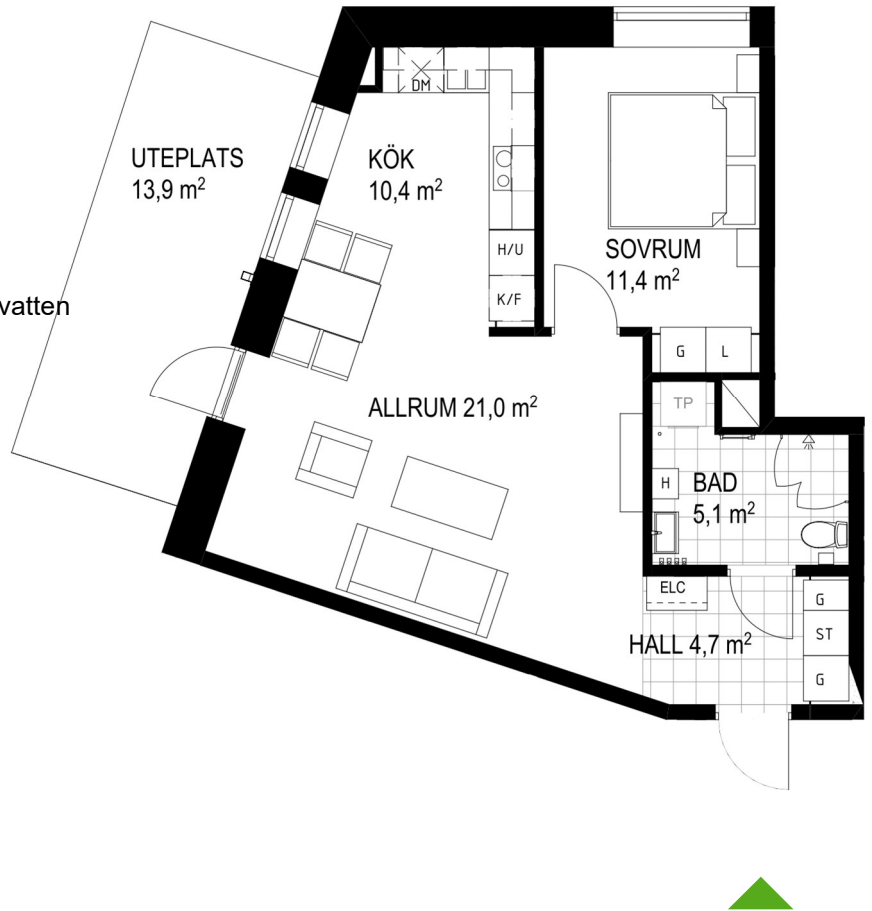 DM
UTEPLATS
13,9 m²
KÖK
10,4 m²
H/U
SOVRUM
11,4 m²
K/F
vatten
G
L
ALLRUM 21,0 m²
TP
H
BAD
5,1 m²
ELC
G
ST
HALL 4,7 m²
G